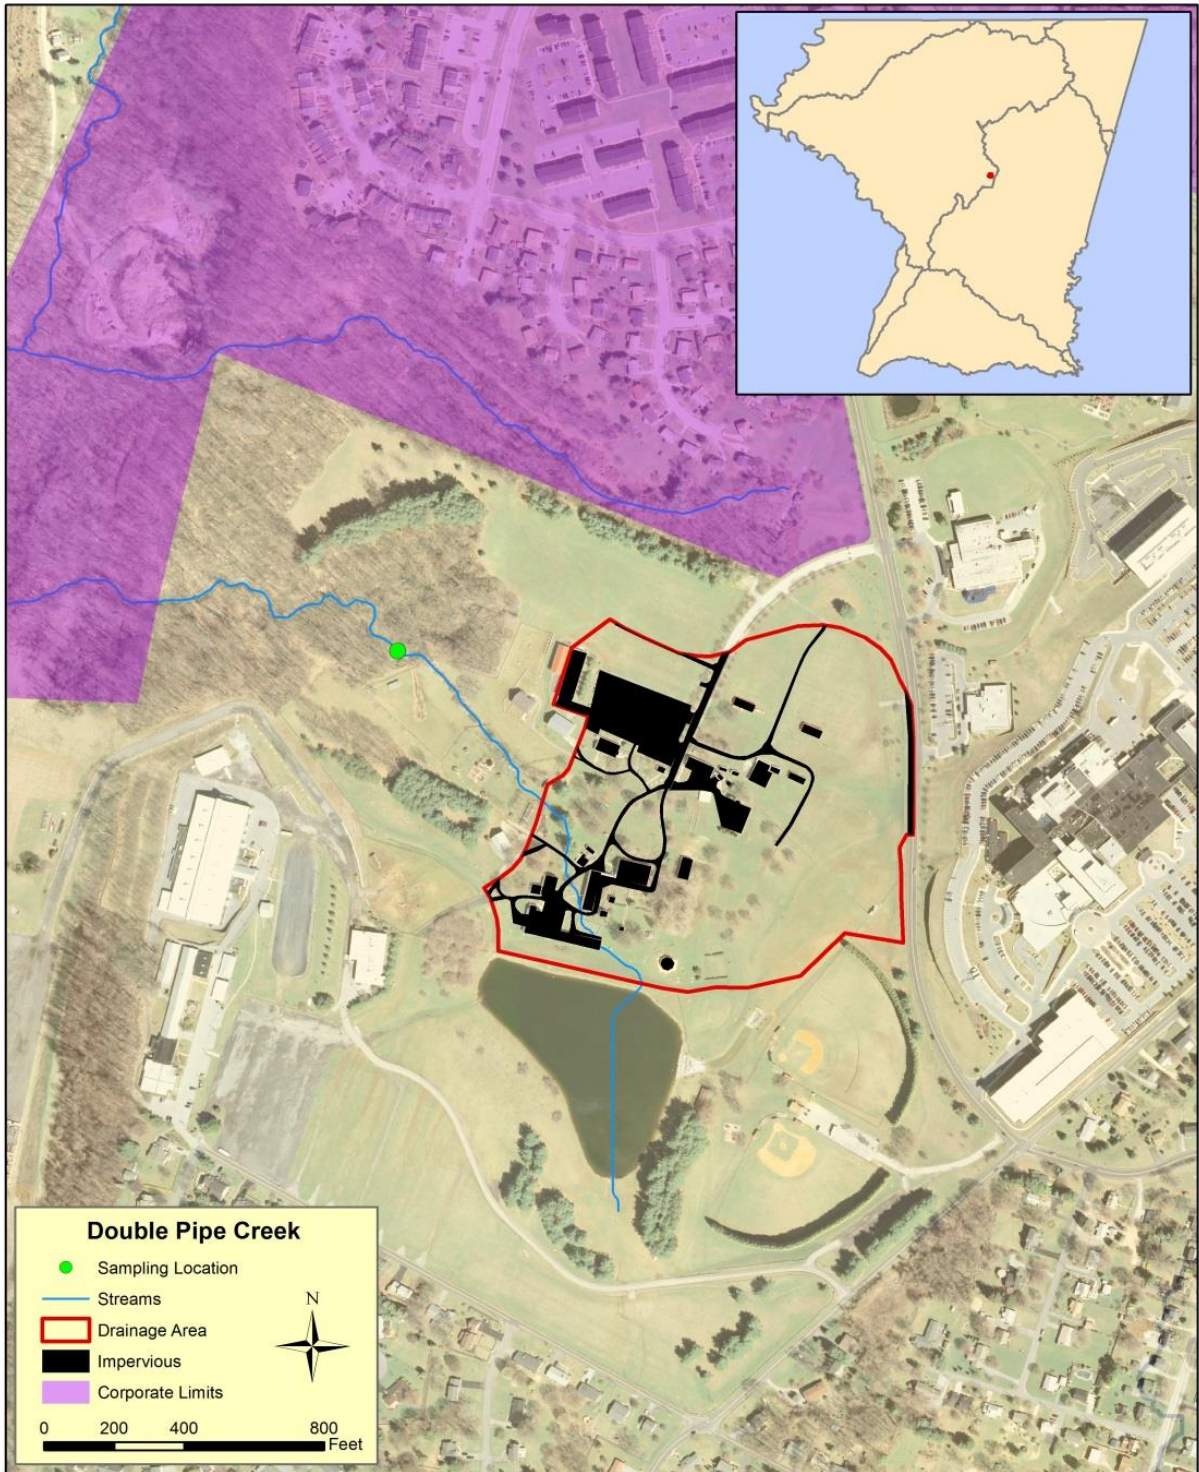 Double Pipe Creek
Sampling Location
Streams
N
Drainage Area
Impervious
Corporate Limits
0 200 400 800
Feet